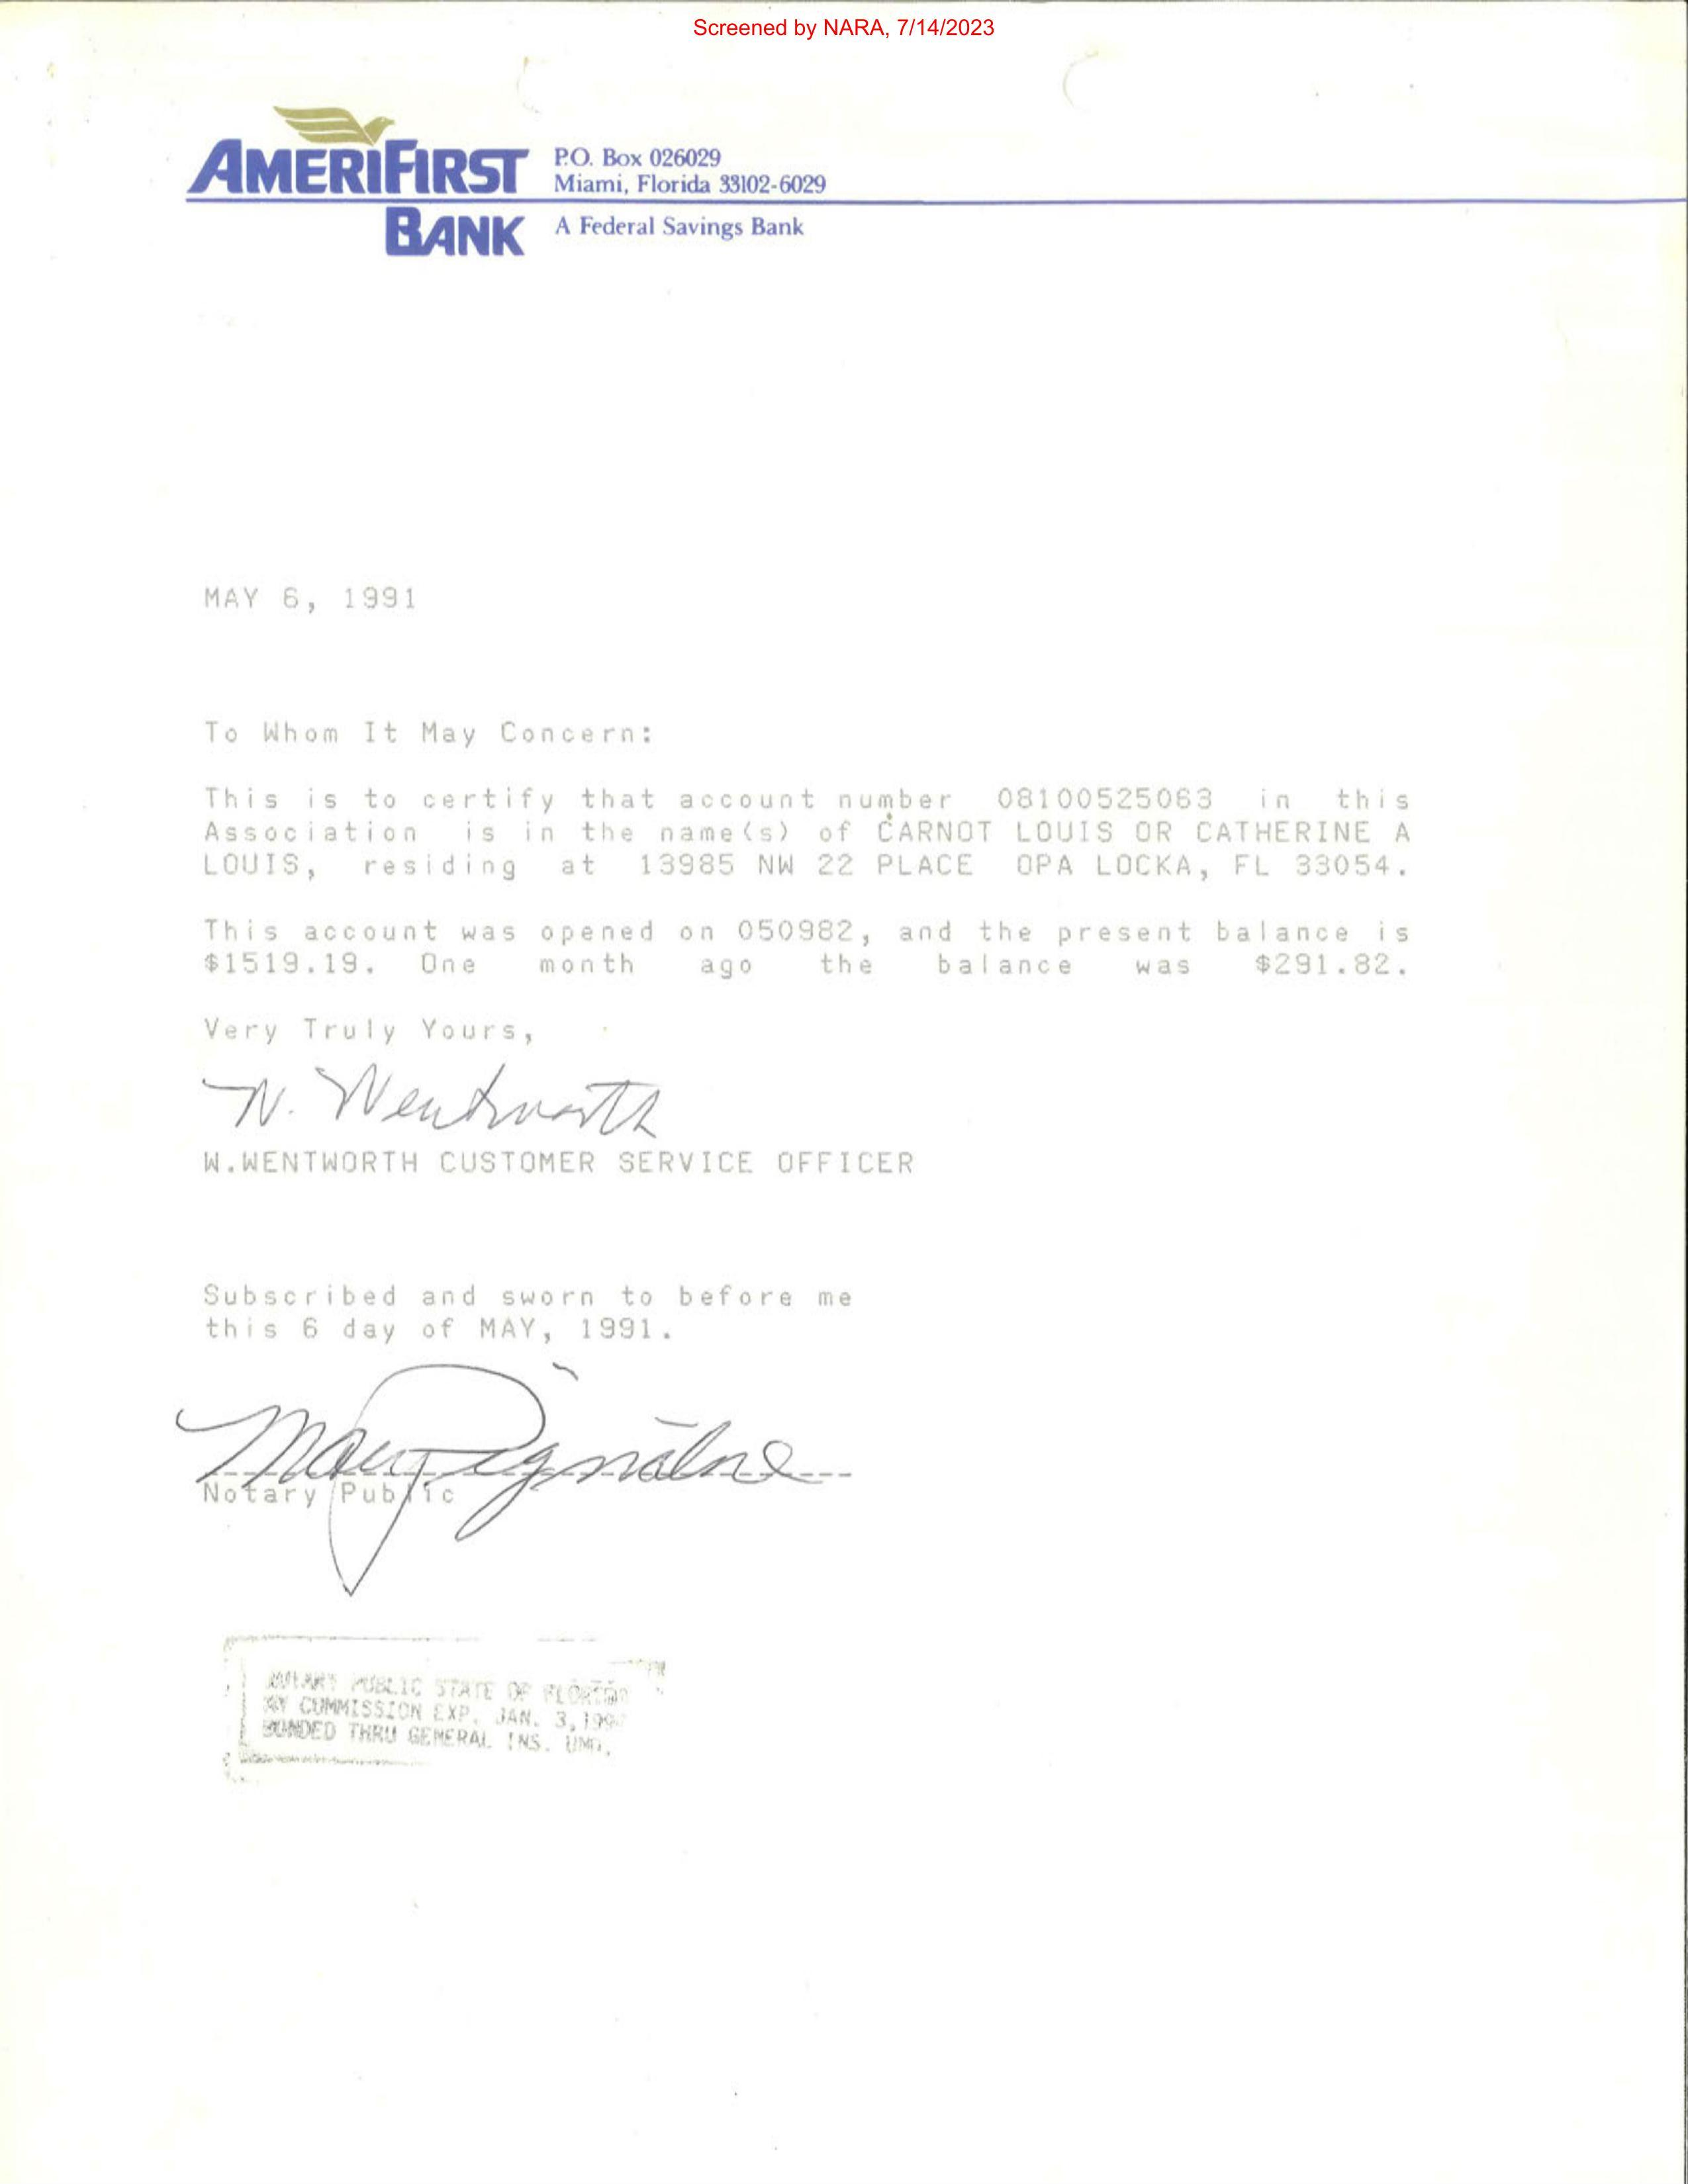 Screened by NARA, 7/14/2023
AMERIFIRST
BANK
P.O. Box 026029
Miami, Florida 33102-6029
A Federal Savings Bank
MAY 6, 1991
To Whom It May Concern:
This is to certify that account number 08100525063 in this
Association is in the name(s) of CARNOT LOUIS OR CATHERINE A
LOUIS, residing at 13985 NW 22 PLACE OPA LOCKA, FL 33054.
This account was opened on 050982, and the present balance is
$1519.19. One month ago the balance was $291.82.
Very Truly Yours,
W. Wentworth
W.WENTWORTH CUSTOMER SERVICE OFFICER
Subscribed and sworn to before me
this 6 day of MAY, 1991.
Mary
Notary Public
NOTARY PUBLIC STATE OF FLORIDA
MY COMMISSION EXP. JAN. 3,
BONDED THRU GENERAL INS. UND.